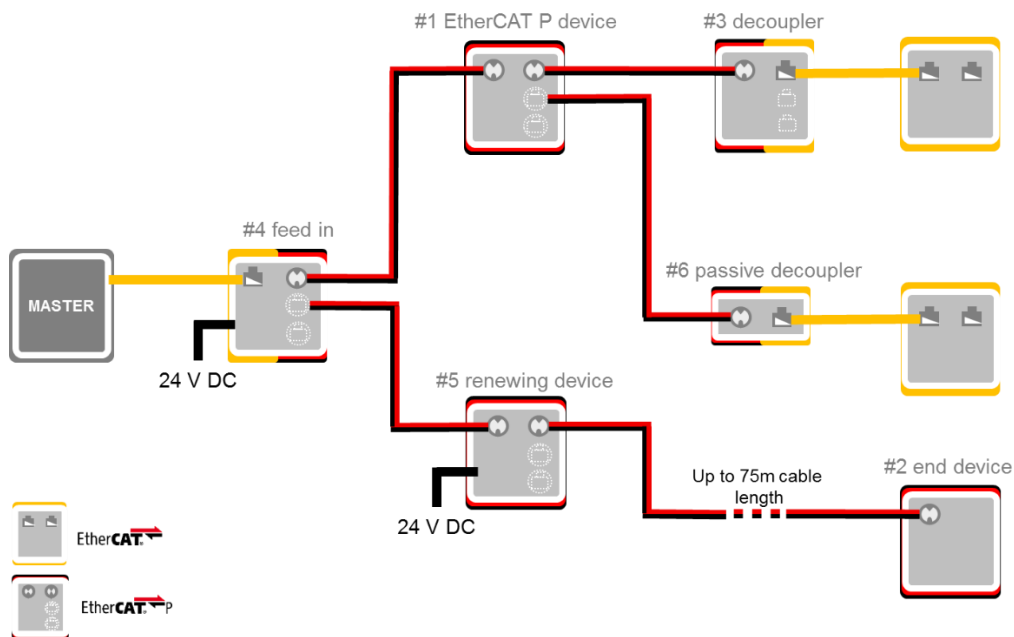 #1 EtherCAT P device
#3 decoupler
#4 feed in
MASTER
24 V DC
#6 passive decoupler
#5 renewing device
24 V DC
Up to 75m cable
length
#2 end device
EtherCAT.
EtherCAT. P